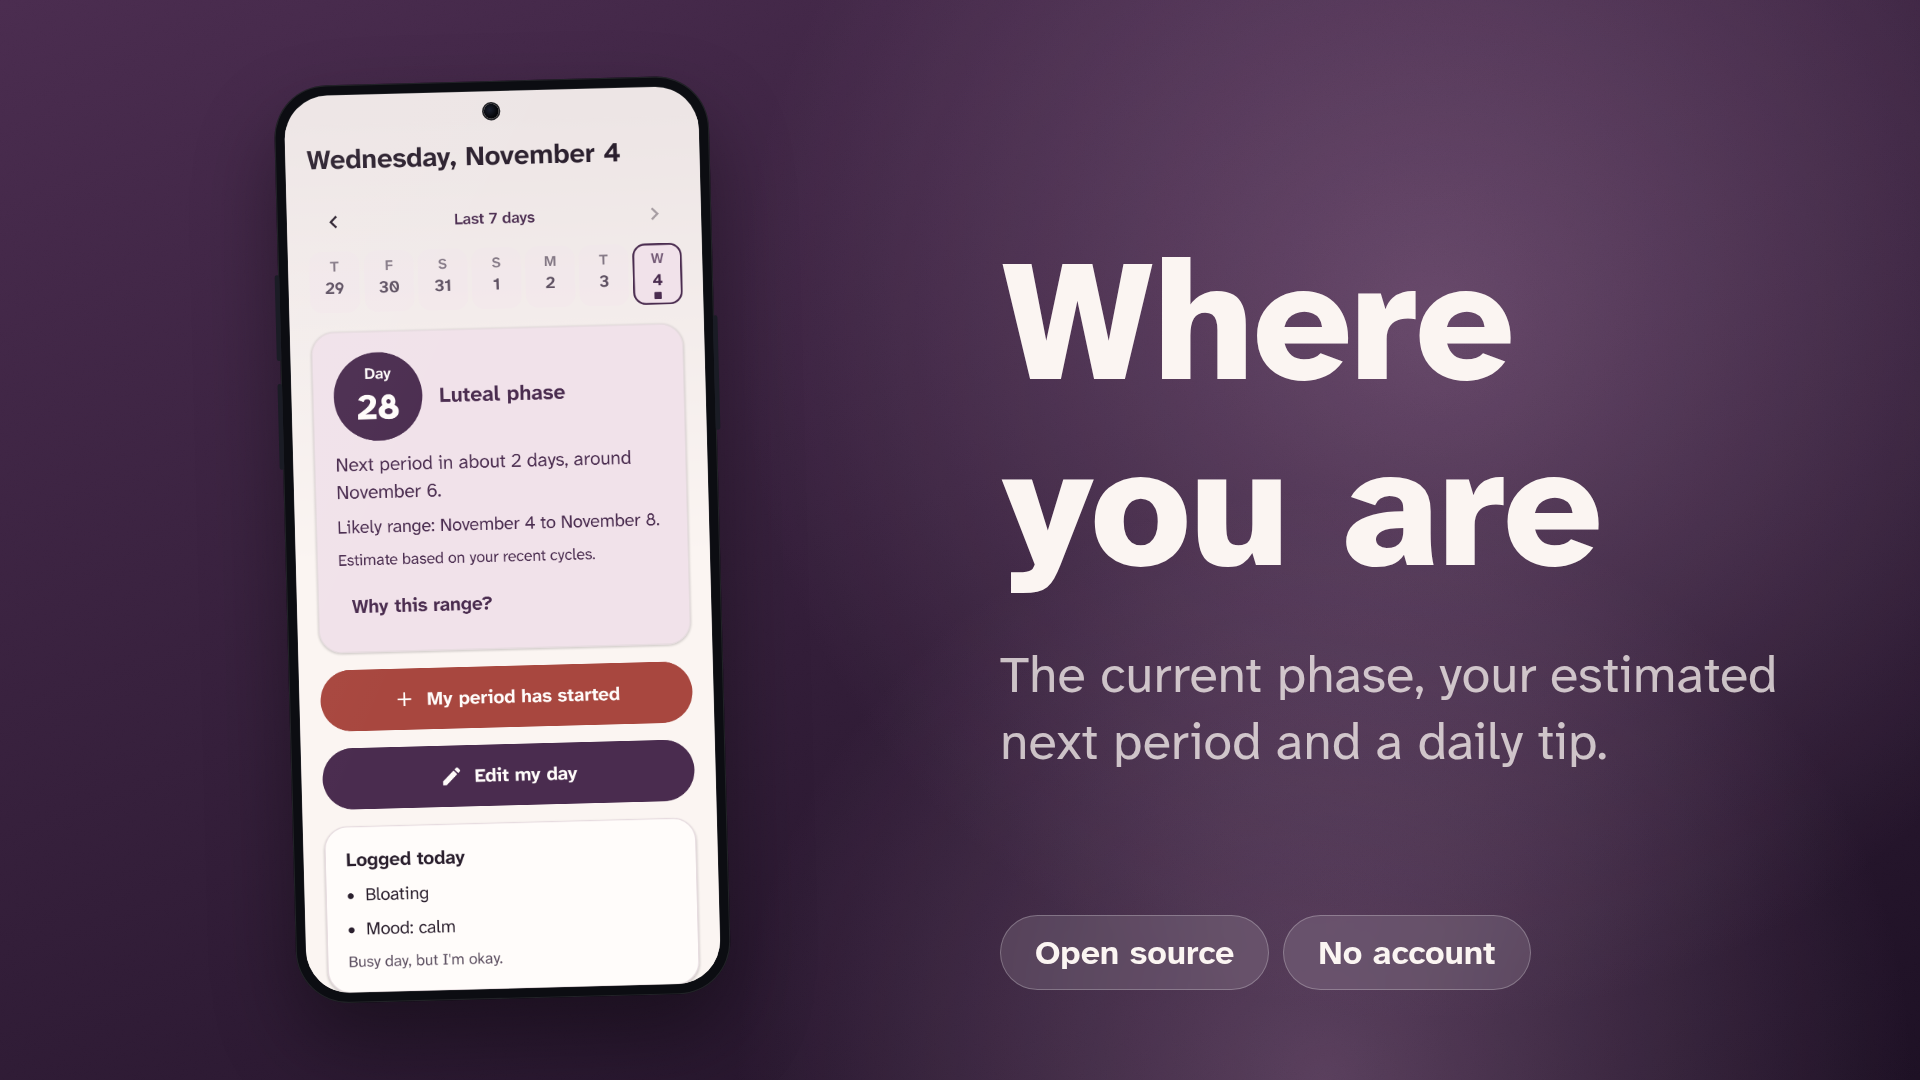 Wednesday, November 4
Last 7 days
T F S S M T W
29 30 31 1 2 3 4
Day
28
Luteal phase
Next period in about 2 days, around
November 6.
Likely range: November 4 to November 8.
Estimate based on your recent cycles.
Why this range?
+ My period has started
Edit my day
Logged today
• Bloating
• Mood: calm
Busy day, but I'm okay.
Where
you are
The current phase, your estimated
next period and a daily tip.
Open source
No account